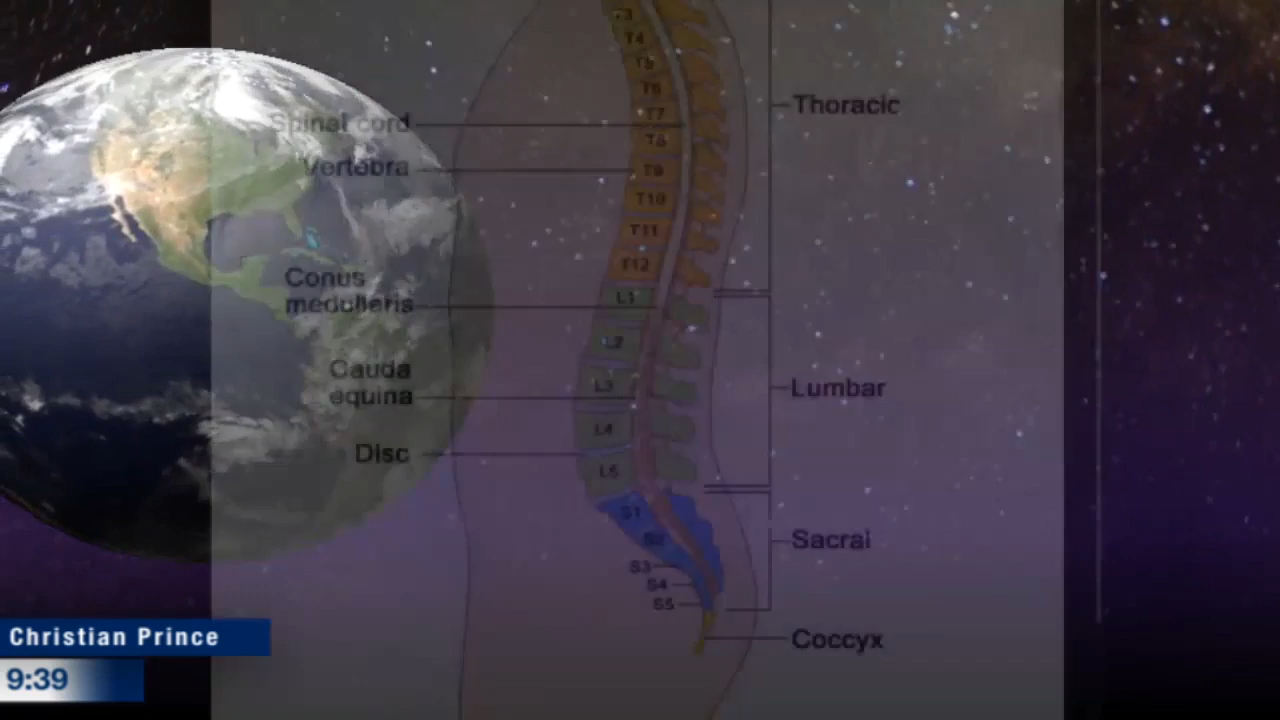 T3
T4
T5
T6
Thoracic
T7
Spinal cord
T8
Vertebra
T9
T10
T11
T12
Conus
medullaris
L1
L2
Cauda
equina
L3
Lumbar
L4
Disc
L5
S1
S2
Sacral
S3
S4
S5
Christian Prince
Coccyx
9:39